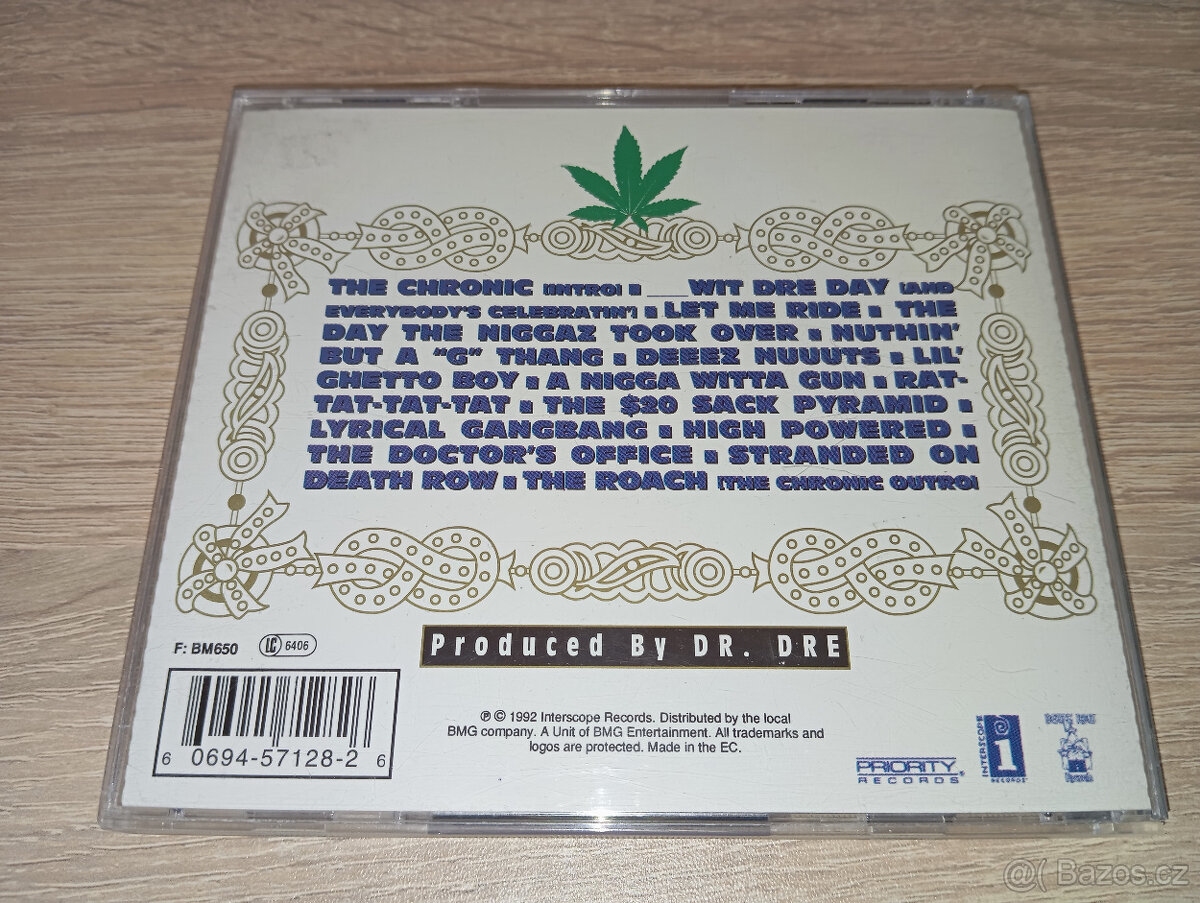 THE CHRONIC (INTRO) ■ ___WIT DRE DAY (AND
EVERYBODY'S CELEBRATIN') ■ LET ME RIDE ■ THE
DAY THE NIGGAZ TOOK OVER ■ NUTHIN'
BUT A "G" THANG ■ DEEEZ NUUUTS ■ LIL'
GHETTO BOY ■ A NIGGA WITTA GUN ■ RAT-
TAT-TAT-TAT ■ THE $20 SACK PYRAMID ■
LYRICAL GANGBANG ■ HIGH POWERED ■
THE DOCTOR'S OFFICE ■ STRANDED ON
DEATH ROW ■ THE ROACH (THE CHRONIC OUTRO)
Produced By DR. DRE
F: BM650 LC 6406
6 0694-57128-2 6
℗ © 1992 Interscope Records. Distributed by the local
BMG company. A Unit of BMG Entertainment. All trademarks and
logos are protected. Made in the EC.
PRIORITY
RECORDS
INTERSCOPE
RECORDS
DEATH ROW
Records
@( Bazos.cz